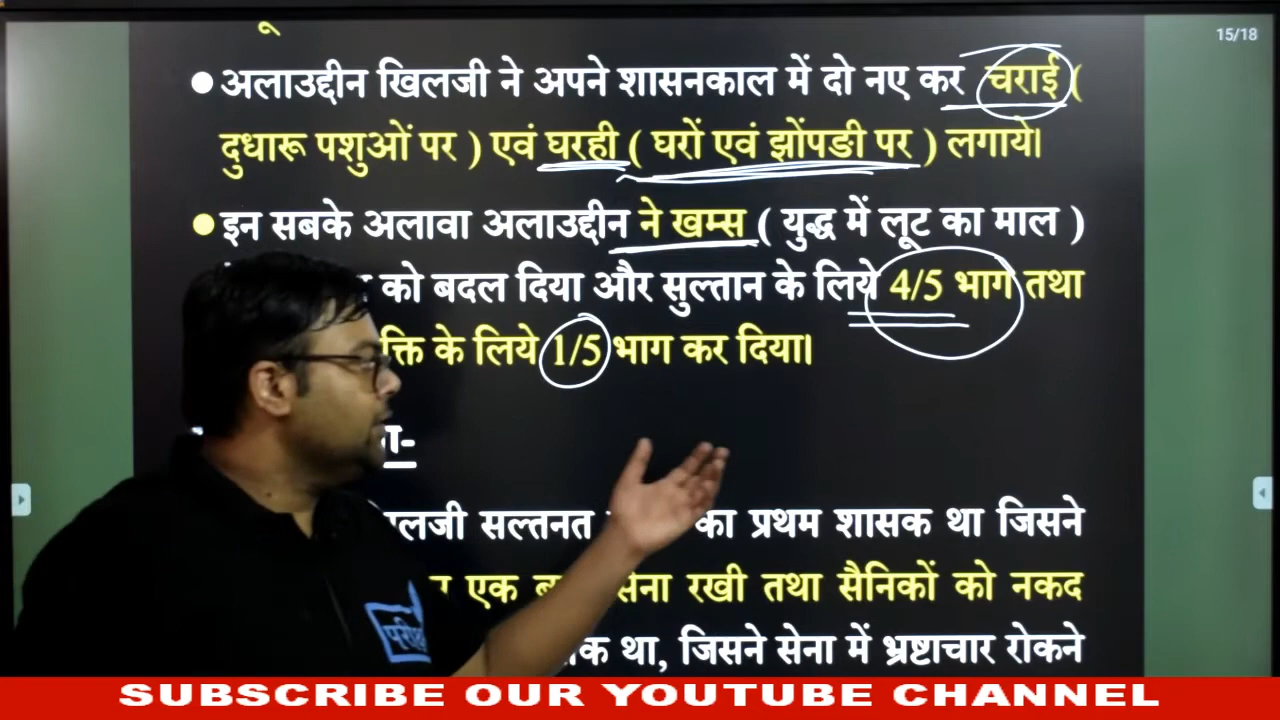 15/18
अलाउद्दीन खिलजी ने अपने शासनकाल में दो नए कर चराई (
दुधारू पशुओं पर ) एवं घरही ( घरों एवं झोंपडी पर ) लगाये।
इन सबके अलावा अलाउद्दीन ने खम्स ( युद्ध में लूट का माल )
को बदल दिया और सुल्तान के लिये 4/5 भाग तथा
के लिये 1/5 भाग कर दिया।
सल्तनत का प्रथम शासक था जिसने
एक सेना रखी तथा सैनिकों को नकद
था, जिसने सेना में भ्रष्टाचार रोकने
SUBSCRIBE OUR YOUTUBE CHANNEL